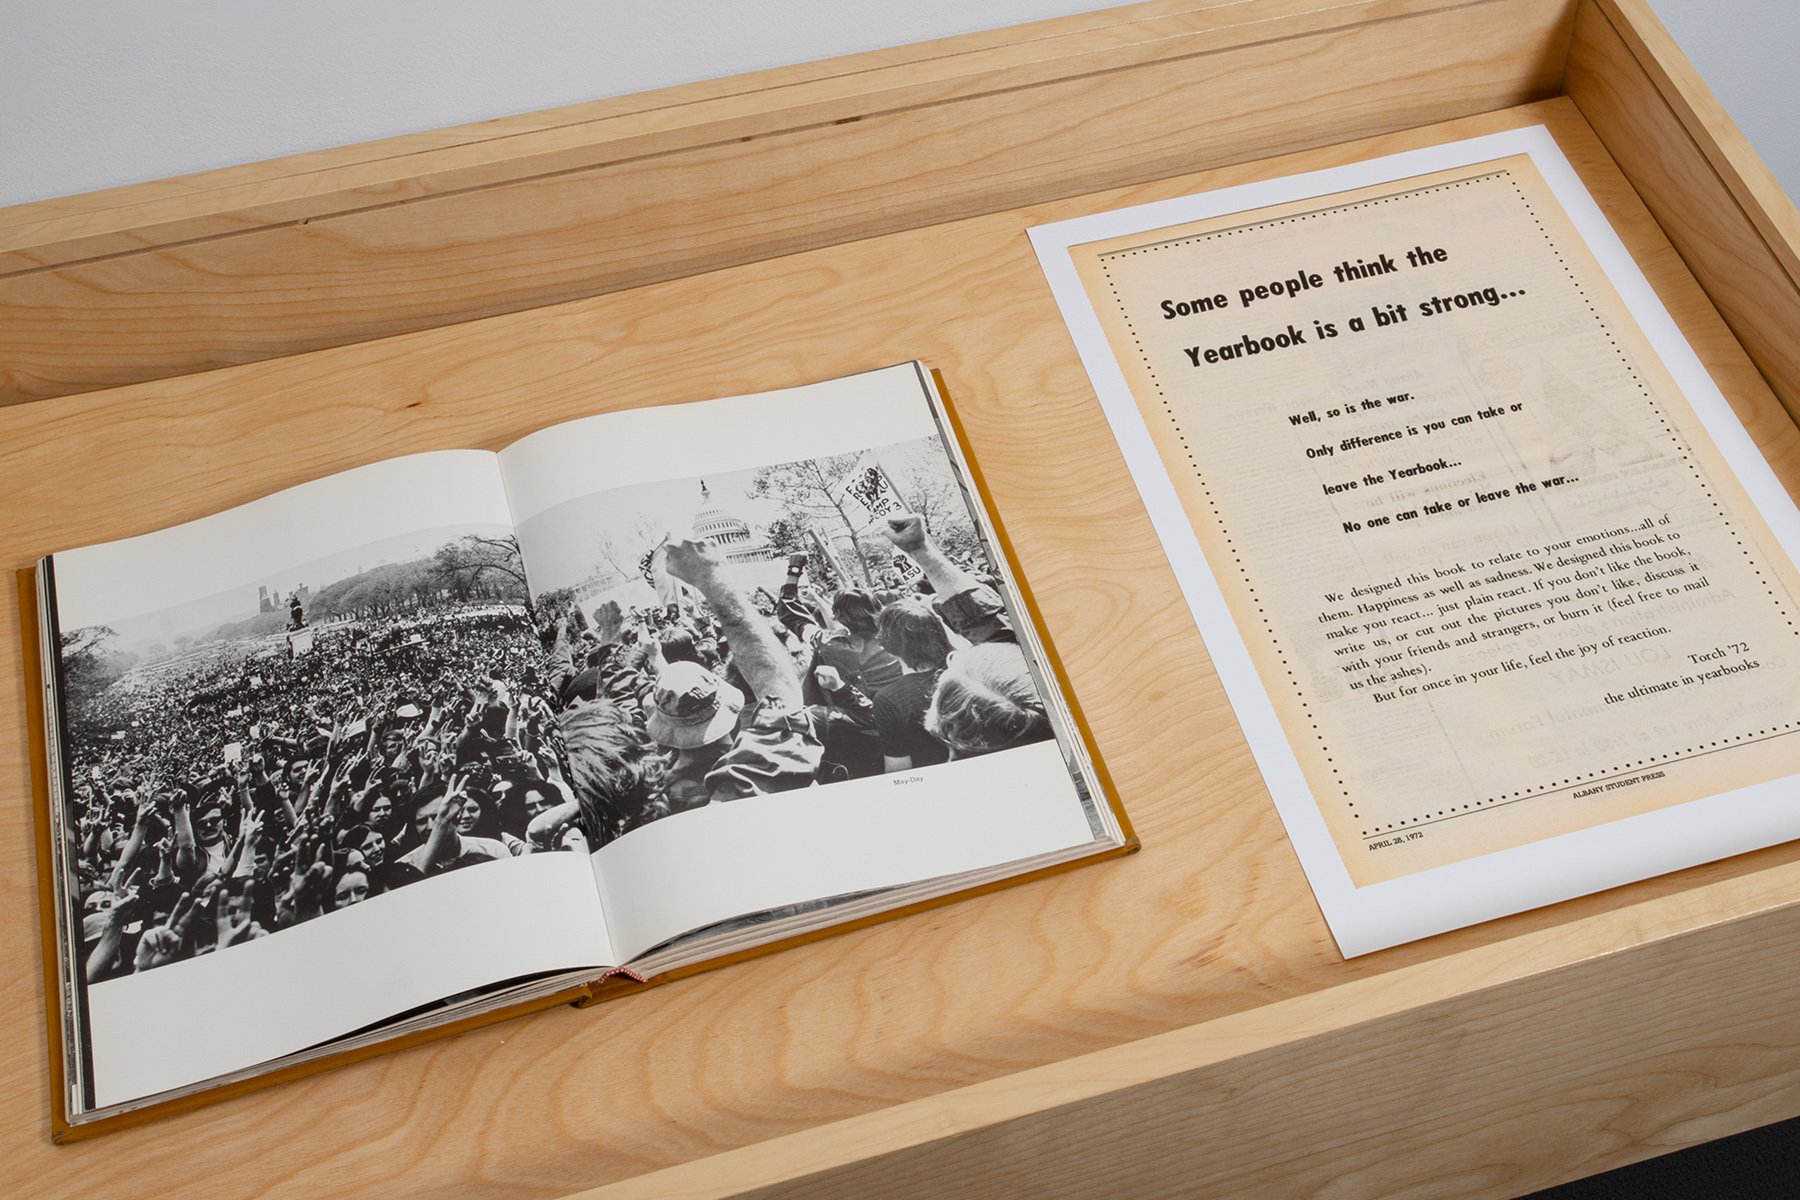 FREE
CAMP
MOY 3
May Day
Some people think the
Yearbook is a bit strong...
Well, so is the war.
Only difference is you can take or
leave the Yearbook...
No one can take or leave the war...
We designed this book to relate to your emotions...all of
them. Happiness as well as sadness. We designed this book to
make you react... just plain react. If you don't like the book,
write us, or cut out the pictures you don't like, discuss it
with your friends and strangers, or burn it (feel free to mail
us the ashes).
But for once in your life, feel the joy of reaction.
Torch '72
the ultimate in yearbooks
APRIL 28, 1972
ALBANY STUDENT PRESS